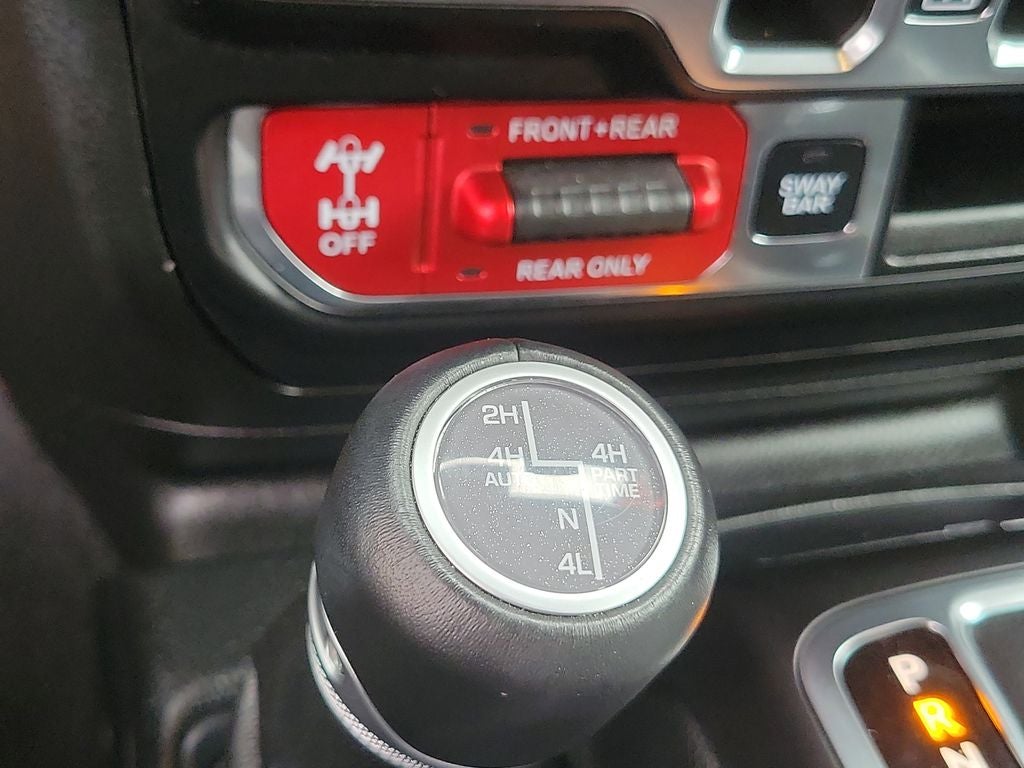 FRONT+REAR
OFF
REAR ONLY
SWAY
BAR
2H
4H
AUTO
4H
PART
TIME
N
4L
P
R
N